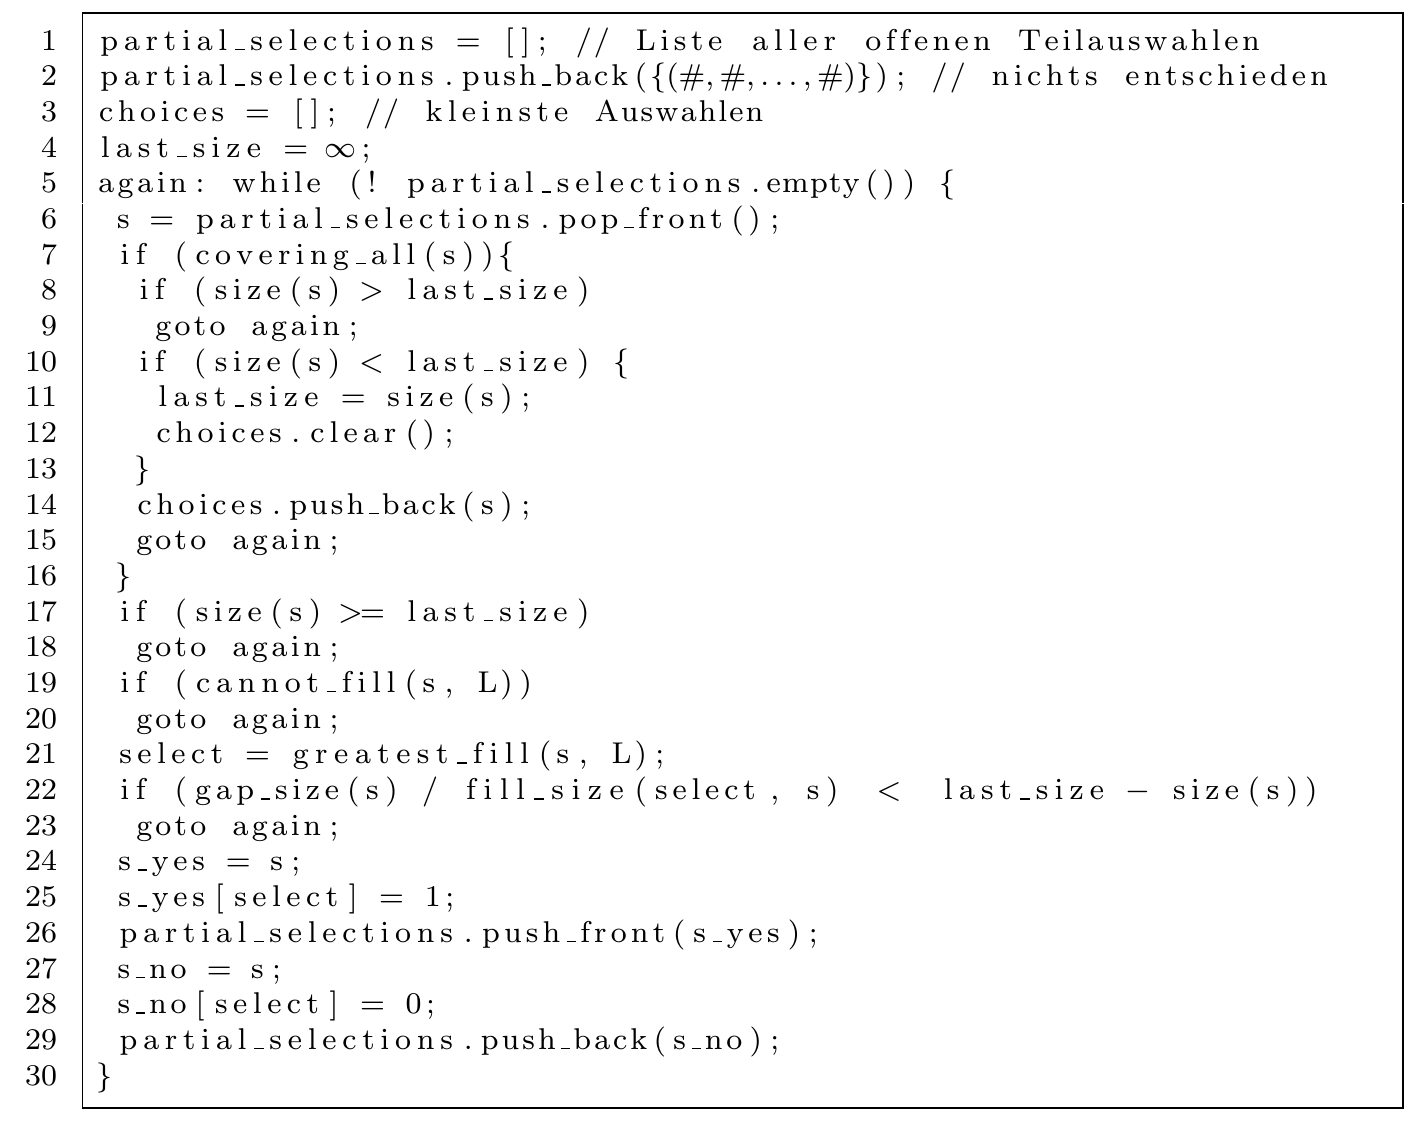 1 partial_selections = []; // Liste aller offenen Teilauswahlen
2 partial_selections.push_back({(#,#,...,#)}); // nichts entschieden
3 choices = []; // kleinste Auswahlen
4 last_size = ∞;
5 again: while (! partial_selections.empty()) {
6 s = partial_selections.pop_front();
7 if (covering_all(s)){
8 if (size(s) > last_size)
9 goto again;
10 if (size(s) < last_size) {
11 last_size = size(s);
12 choices.clear();
13 }
14 choices.push_back(s);
15 goto again;
16 }
17 if (size(s) >= last_size)
18 goto again;
19 if (cannot_fill(s, L))
20 goto again;
21 select = greatest_fill(s, L);
22 if (gap_size(s) / fill_size(select, s) < last_size − size(s))
23 goto again;
24 s_yes = s;
25 s_yes[select] = 1;
26 partial_selections.push_front(s_yes);
27 s_no = s;
28 s_no[select] = 0;
29 partial_selections.push_back(s_no);
30 }